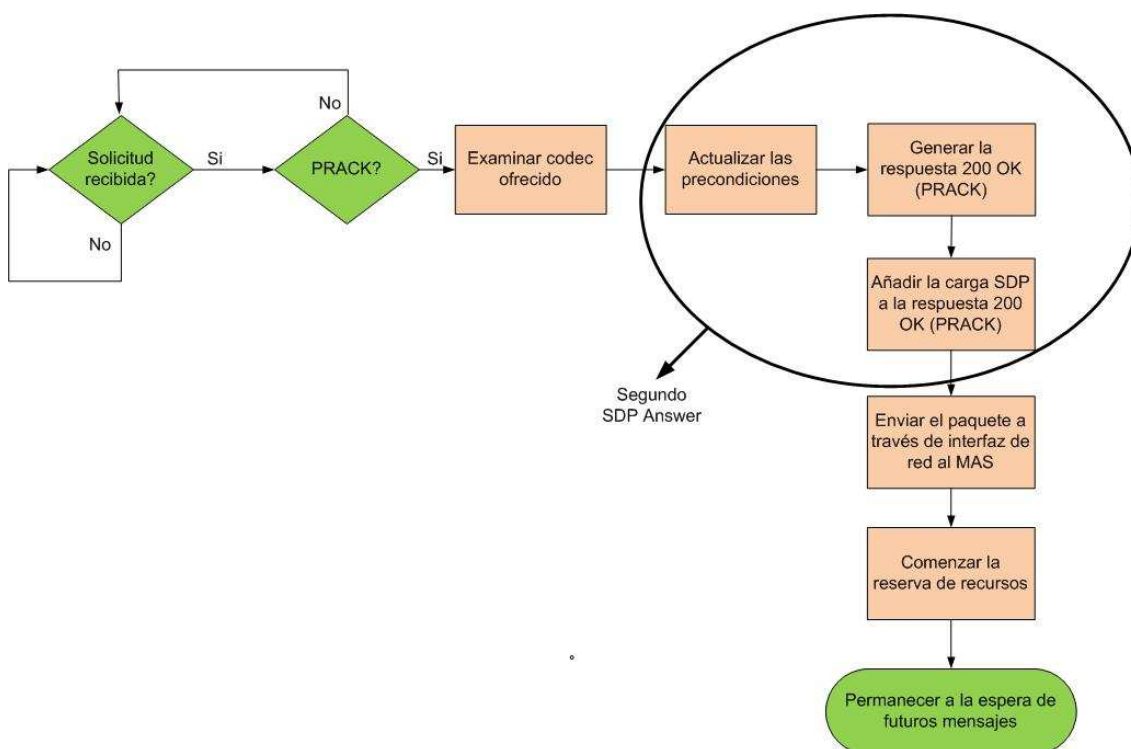 No
Solicitud
recibida?
Si
PRACK?
Si
Examinar codec
ofrecido
Actualizar las
precondiciones
Generar la
respuesta 200 OK
(PRACK)
No
Añadir la carga SDP
a la respuesta 200
OK (PRACK)
Segundo
SDP Answer
Enviar el paquete a
través de interfaz de
red al MAS
Comenzar la
reserva de recursos
Permanecer a la espera de
futuros mensajes